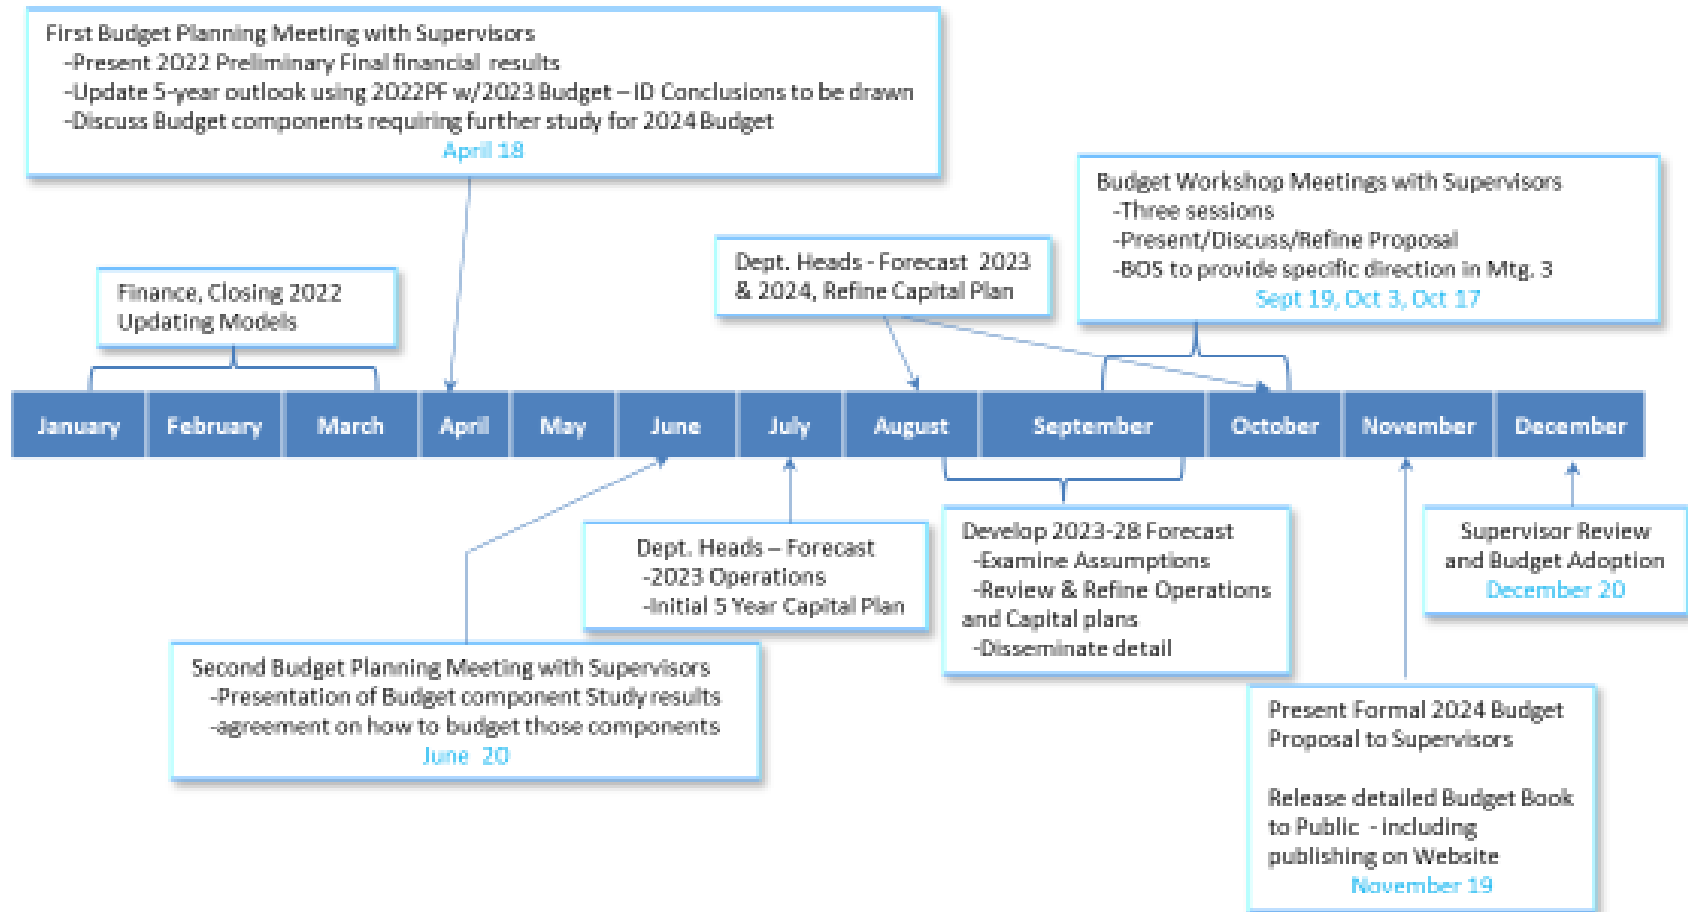 First Budget Planning Meeting with Supervisors
-Present 2022 Preliminary Final financial results
-Update 5-year outlook using 2022PF w/2023 Budget – ID Conclusions to be drawn
-Discuss Budget components requiring further study for 2024 Budget
April 18
Budget Workshop Meetings with Supervisors
-Three sessions
-Present/Discuss/Refine Proposal
-BOS to provide specific direction in Mtg. 3
Sept 19, Oct 3, Oct 17
Dept. Heads - Forecast 2023
& 2024, Refine Capital Plan
Finance, Closing 2022
Updating Models
January February March April May June July August September October November December
Dept. Heads – Forecast
-2023 Operations
-Initial 5 Year Capital Plan
Develop 2023-28 Forecast
-Examine Assumptions
-Review & Refine Operations
and Capital plans
-Disseminate detail
Supervisor Review
and Budget Adoption
December 20
Second Budget Planning Meeting with Supervisors
-Presentation of Budget component Study results
-agreement on how to budget those components
June 20
Present Formal 2024 Budget
Proposal to Supervisors
Release detailed Budget Book
to Public - including
publishing on Website
November 19